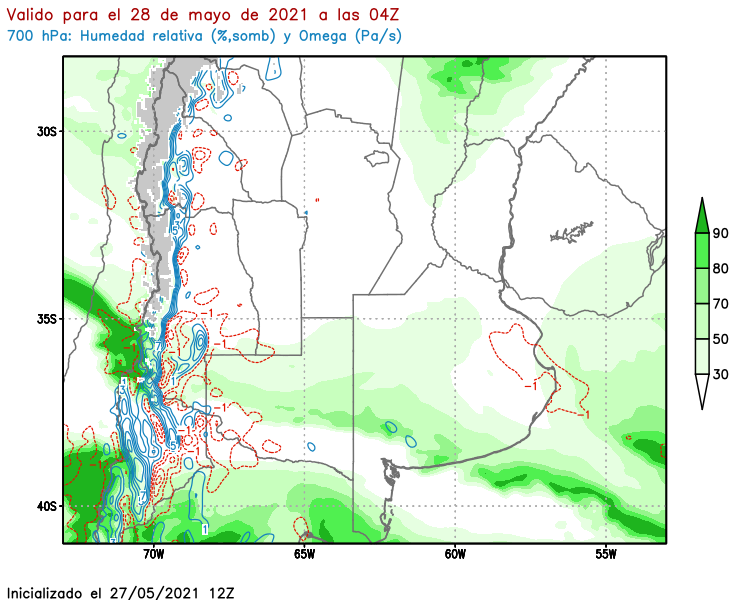 Valido para el 28 de mayo de 2021 a las 04Z
700 hPa: Humedad relativa (%,somb) y Omega (Pa/s)
30S
35S
40S
70W
65W
60W
55W
90
80
70
50
30
-1
-1
-1
-1
-1
-1
3
5
1
Inicializado el 27/05/2021 12Z